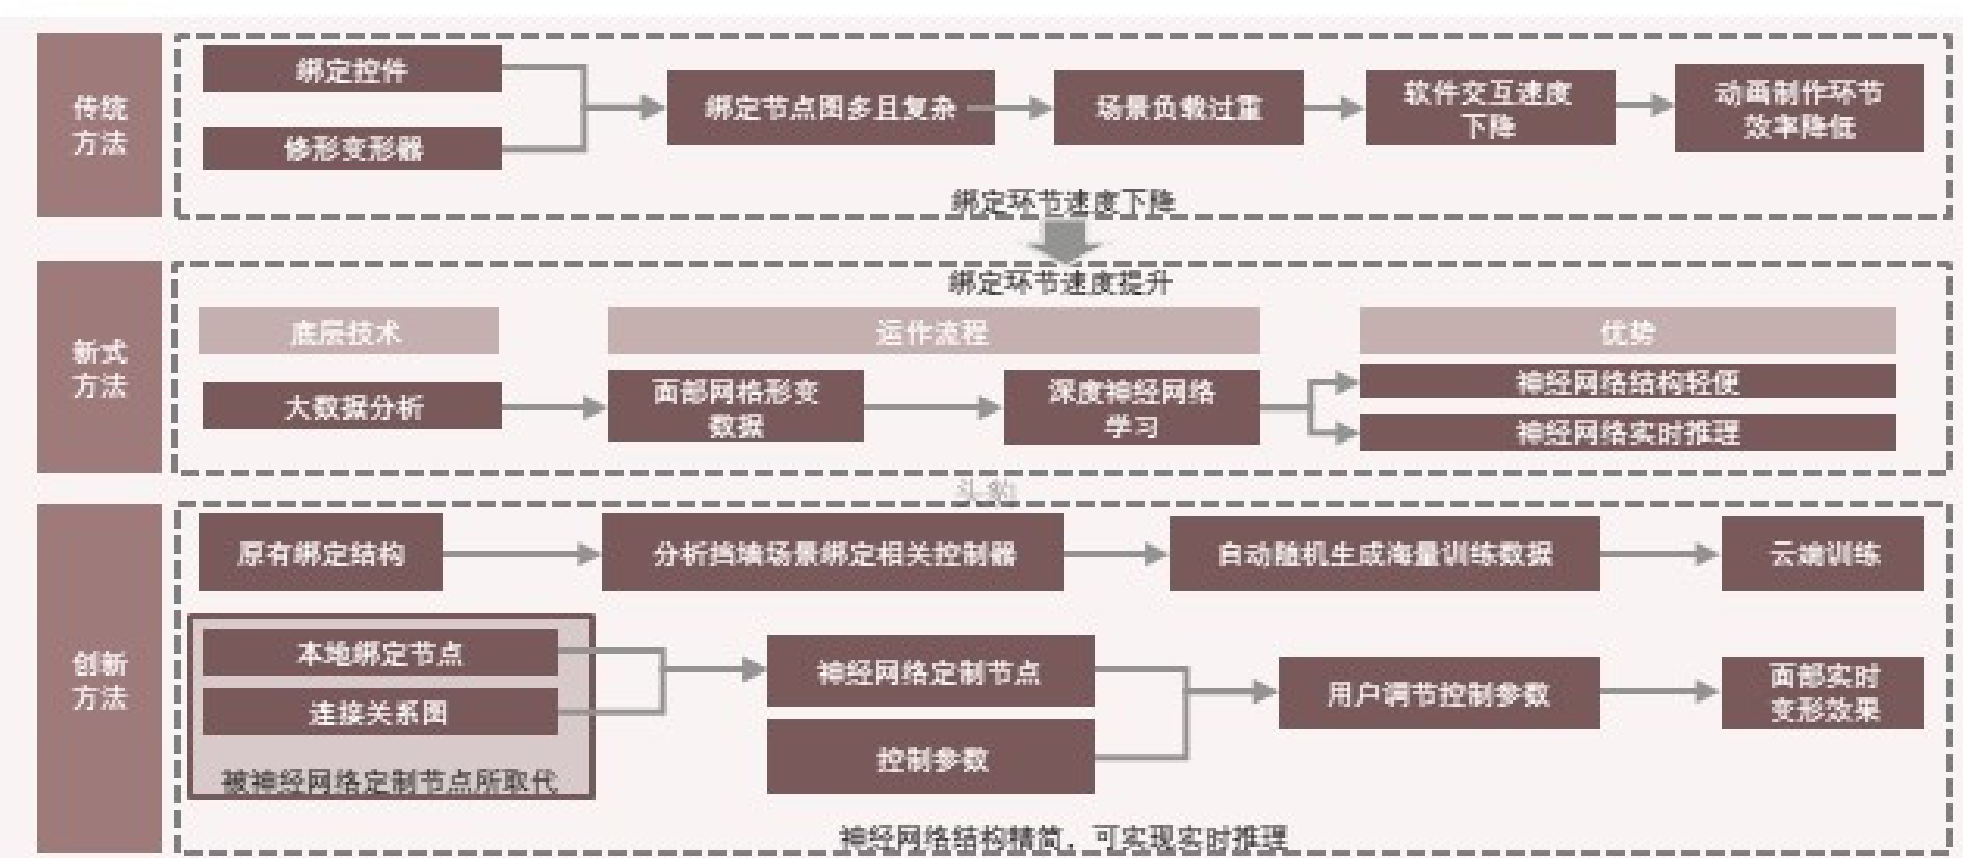 传统
方法
绑定控件
修形变形器
绑定节点图多且复杂
场景负载过重
软件交互速度
下降
动画制作环节
效率降低
绑定环节速度下降
新式
方法
绑定环节速度提升
底层技术
运作流程
优势
大数据分析
面部网格形变
数据
深度神经网络
学习
神经网络结构轻便
神经网络实时推理
头豹
创新
方法
原有绑定结构
分析挡墙场景绑定相关控制器
自动随机生成海量训练数据
云端训练
本地绑定节点
连接关系图
被神经网络定制节点所取代
神经网络定制节点
控制参数
用户调节控制参数
面部实时
变形效果
神经网络结构精简，可实现实时推理